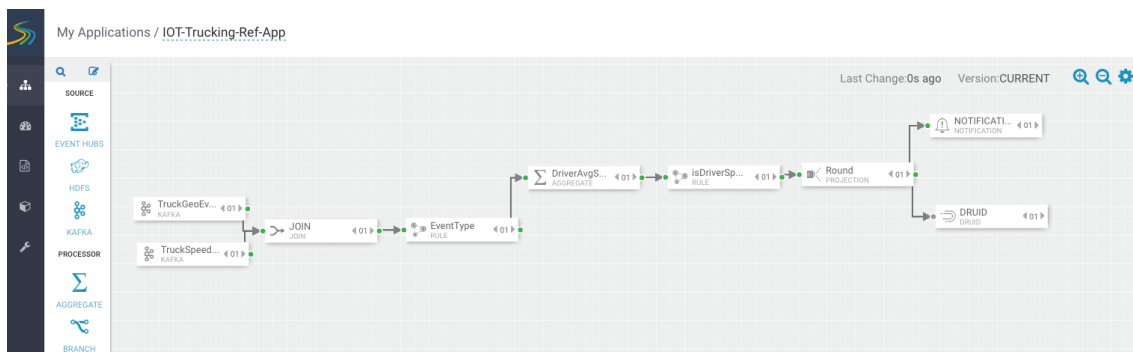 My Applications / IOT-Trucking-Ref-App
Last Change:0s ago Version:CURRENT
SOURCE
EVENT HUBS
HDFS
KAFKA
PROCESSOR
AGGREGATE
BRANCH
TruckGeoEv... 01
KAFKA
TruckSpeed... 01
KAFKA
JOIN 01
JOIN
EventType 01
RULE
DriverAvgS... 01
AGGREGATE
isDriverSp... 01
RULE
Round 01
PROJECTION
NOTIFICATI... 01
NOTIFICATION
DRUID 01
DRUID